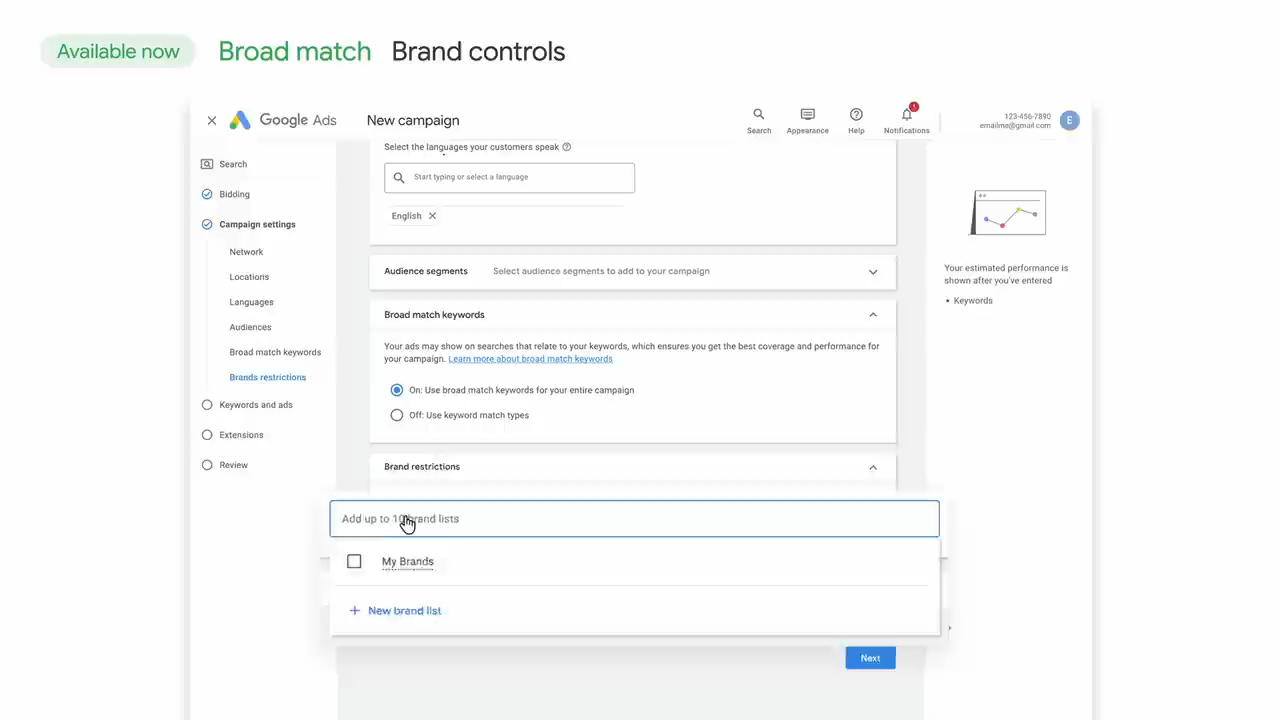 Available now Broad match Brand controls
Google Ads New campaign
Search Appearance Help Notifications
123-456-7890
emailme@gmail.com
E
Search
Bidding
Campaign settings
Network
Locations
Languages
Audiences
Broad match keywords
Brands restrictions
Keywords and ads
Extensions
Review
Select the languages your customers speak
Start typing or select a language
English
Audience segments Select audience segments to add to your campaign
Broad match keywords
Your ads may show on searches that relate to your keywords, which ensures you get the best coverage and performance for
your campaign. Learn more about broad match keywords
On: Use broad match keywords for your entire campaign
Off: Use keyword match types
Brand restrictions
Add up to 10 brand lists
My Brands
+ New brand list
Next
Your estimated performance is
shown after you've entered
• Keywords